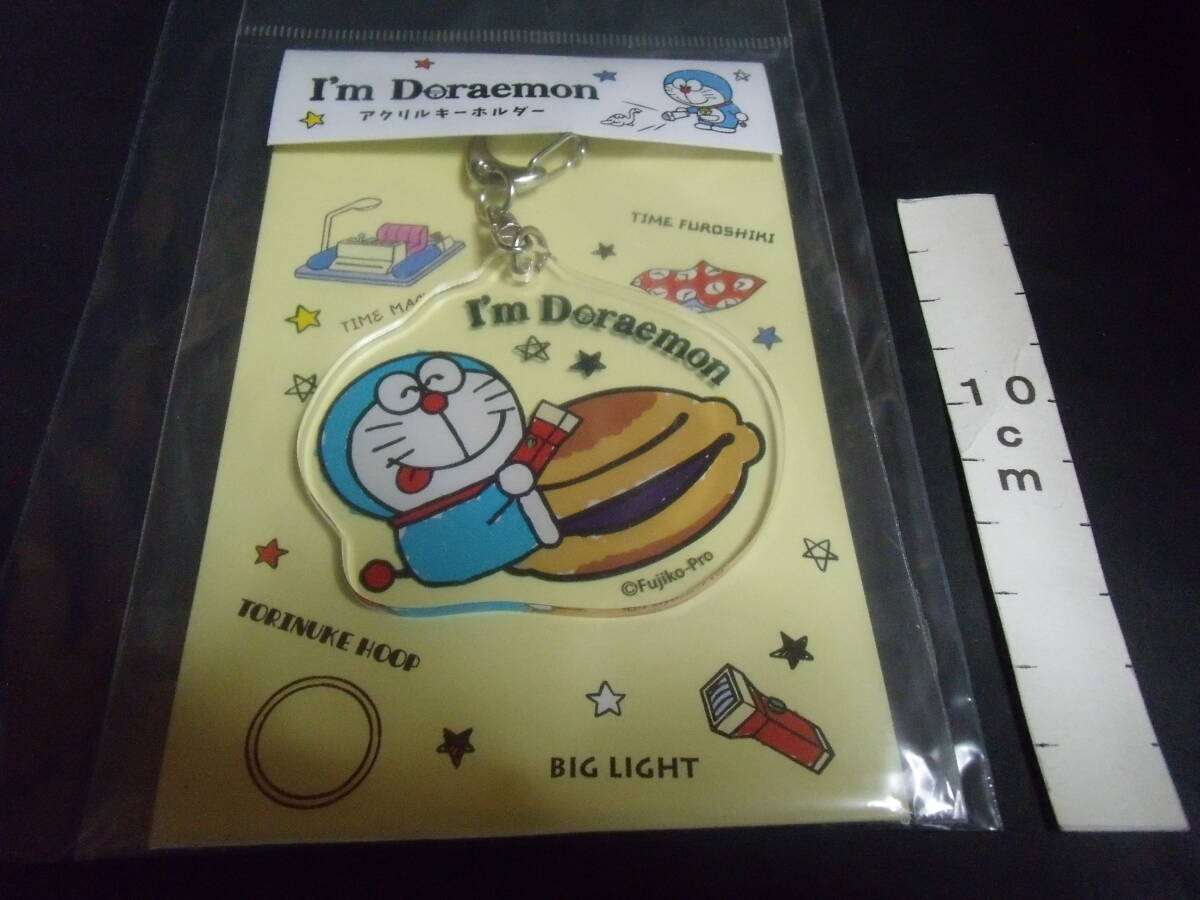 I'm Doraemon
アクリルキーホルダー
TIME FUROSHIKI
TIME MA
I'm Doraemon
©Fujiko-Pro
TORINUKE HOOP
BIG LIGHT
10
cm